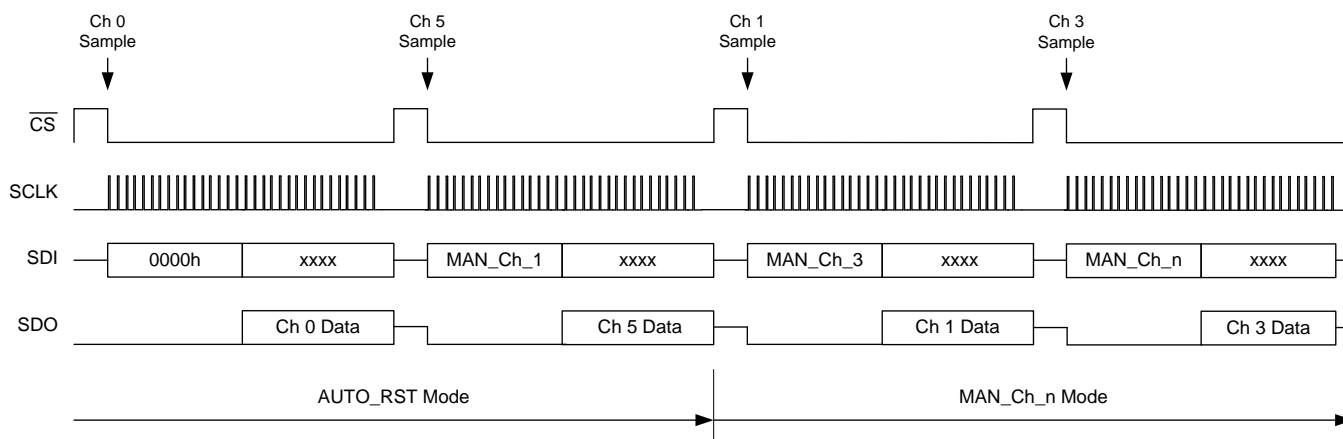 Ch 0
Sample
Ch 5
Sample
Ch 1
Sample
Ch 3
Sample
CS
SCLK
SDI
0000h
xxxx
MAN_Ch_1
xxxx
MAN_Ch_3
xxxx
MAN_Ch_n
xxxx
SDO
Ch 0 Data
Ch 5 Data
Ch 1 Data
Ch 3 Data
AUTO_RST Mode
MAN_Ch_n Mode